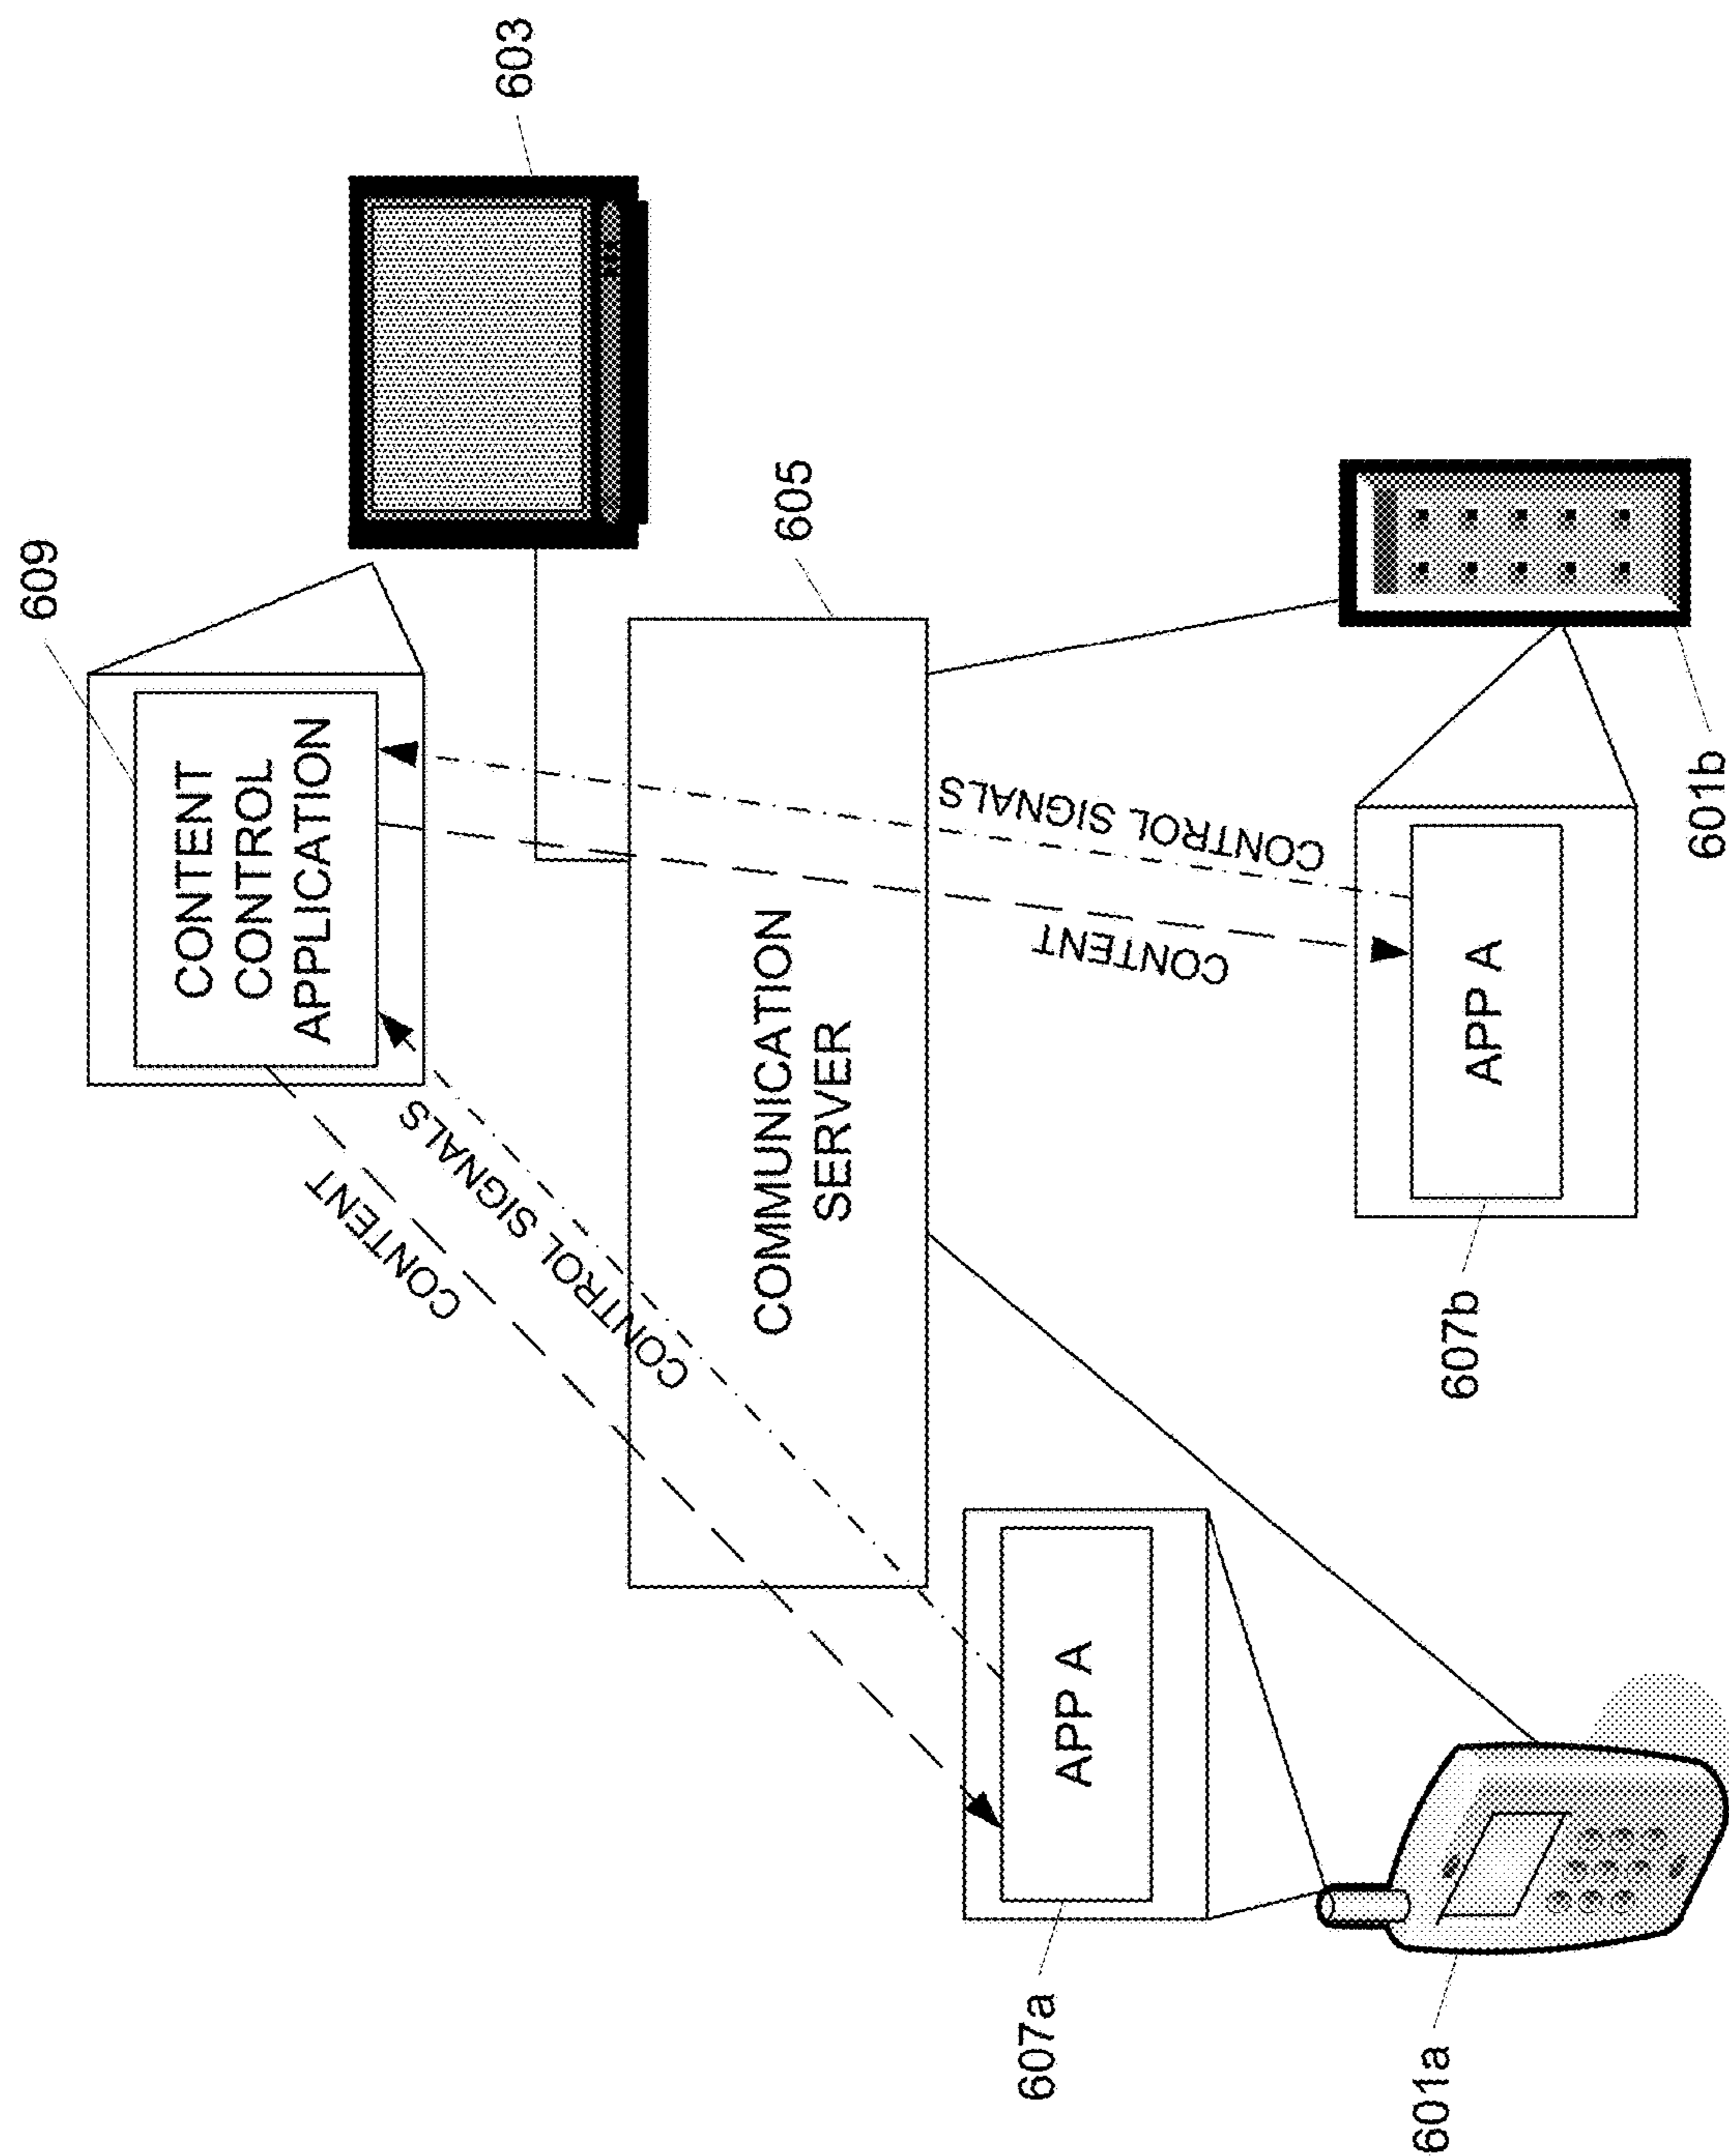 609
CONTENT
CONTROL
APPLICATION
603
CONTENT
CONTROL SIGNALS
605
COMMUNICATION
SERVER
CONTROL SIGNALS
CONTENT
607a
APP A
APP A
607b
601a
601b